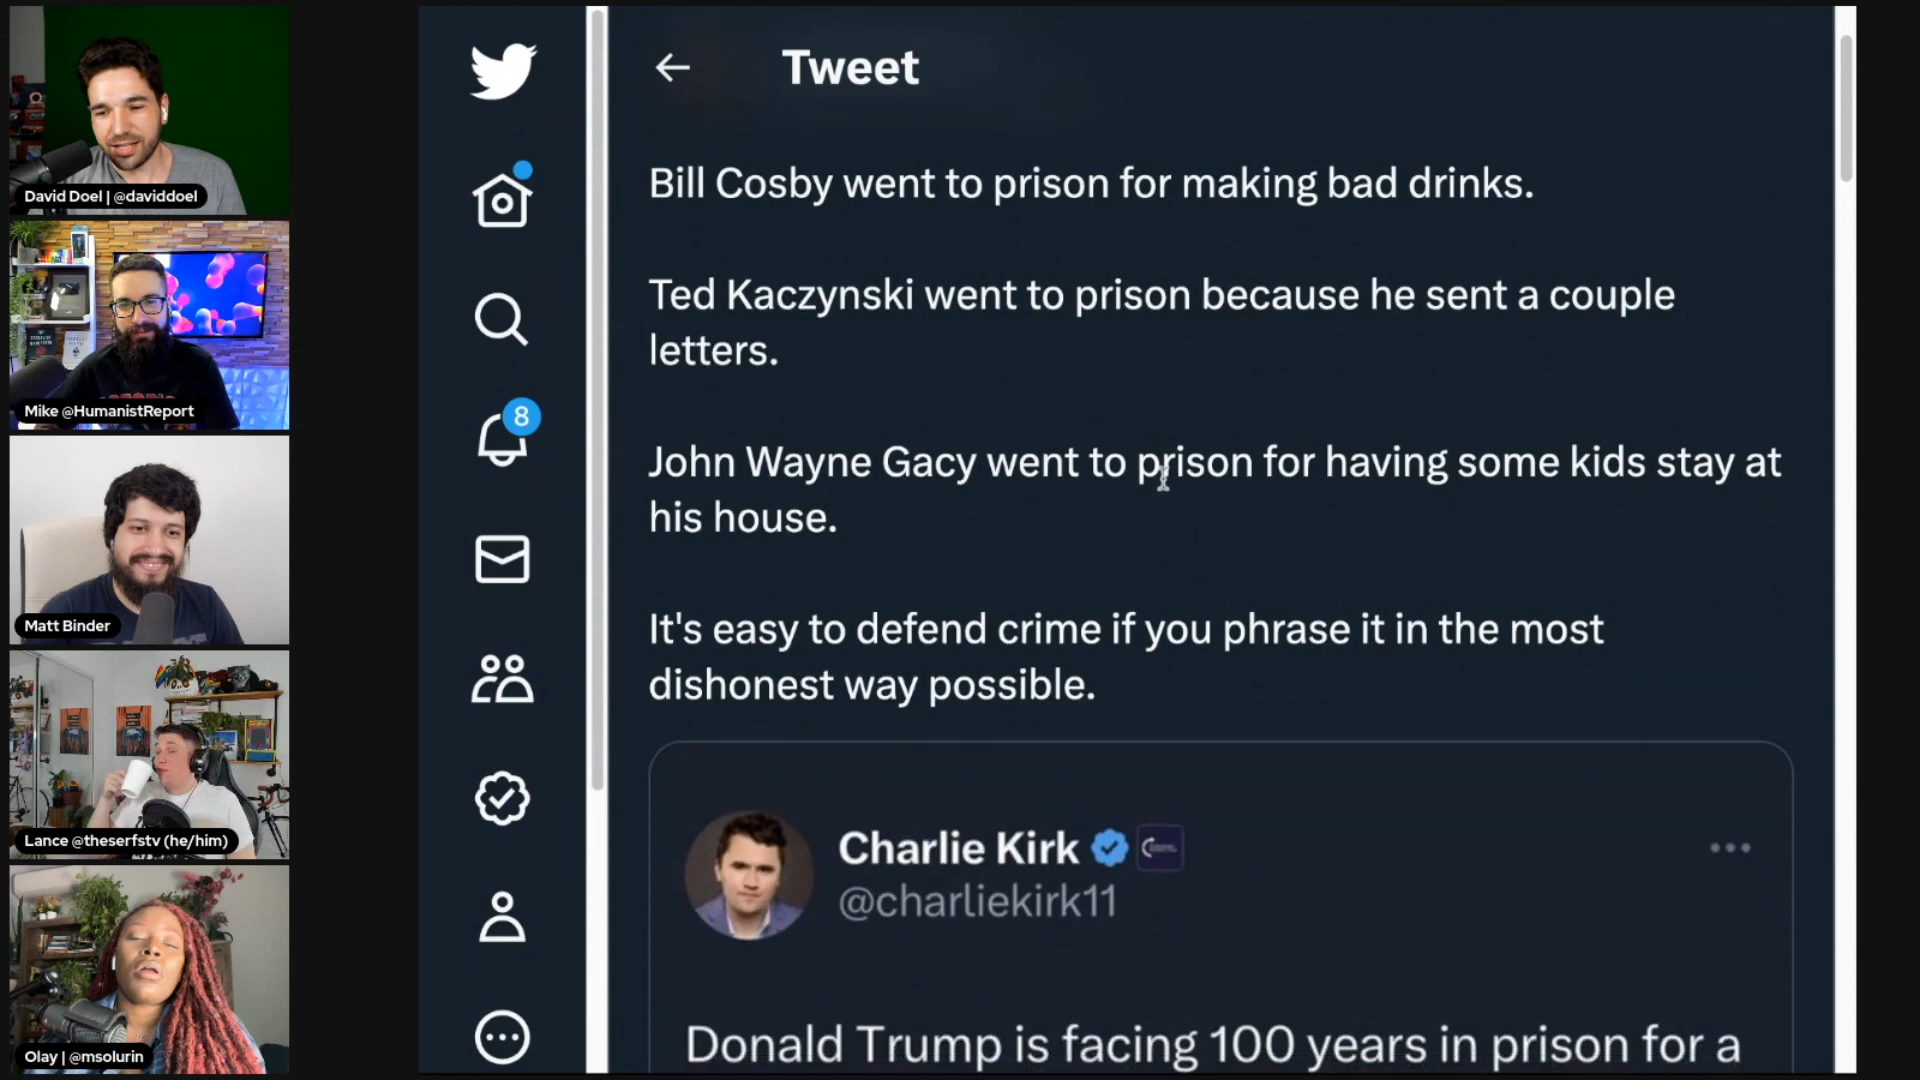 David Doel | @daviddoel
Mike @HumanistReport
Matt Binder
Lance @theserfstv (he/him)
Olay | @msolurin
8
Tweet
Bill Cosby went to prison for making bad drinks.
Ted Kaczynski went to prison because he sent a couple
letters.
John Wayne Gacy went to prison for having some kids stay at
his house.
It's easy to defend crime if you phrase it in the most
dishonest way possible.
Charlie Kirk
@charliekirk11
Donald Trump is facing 100 years in prison for a